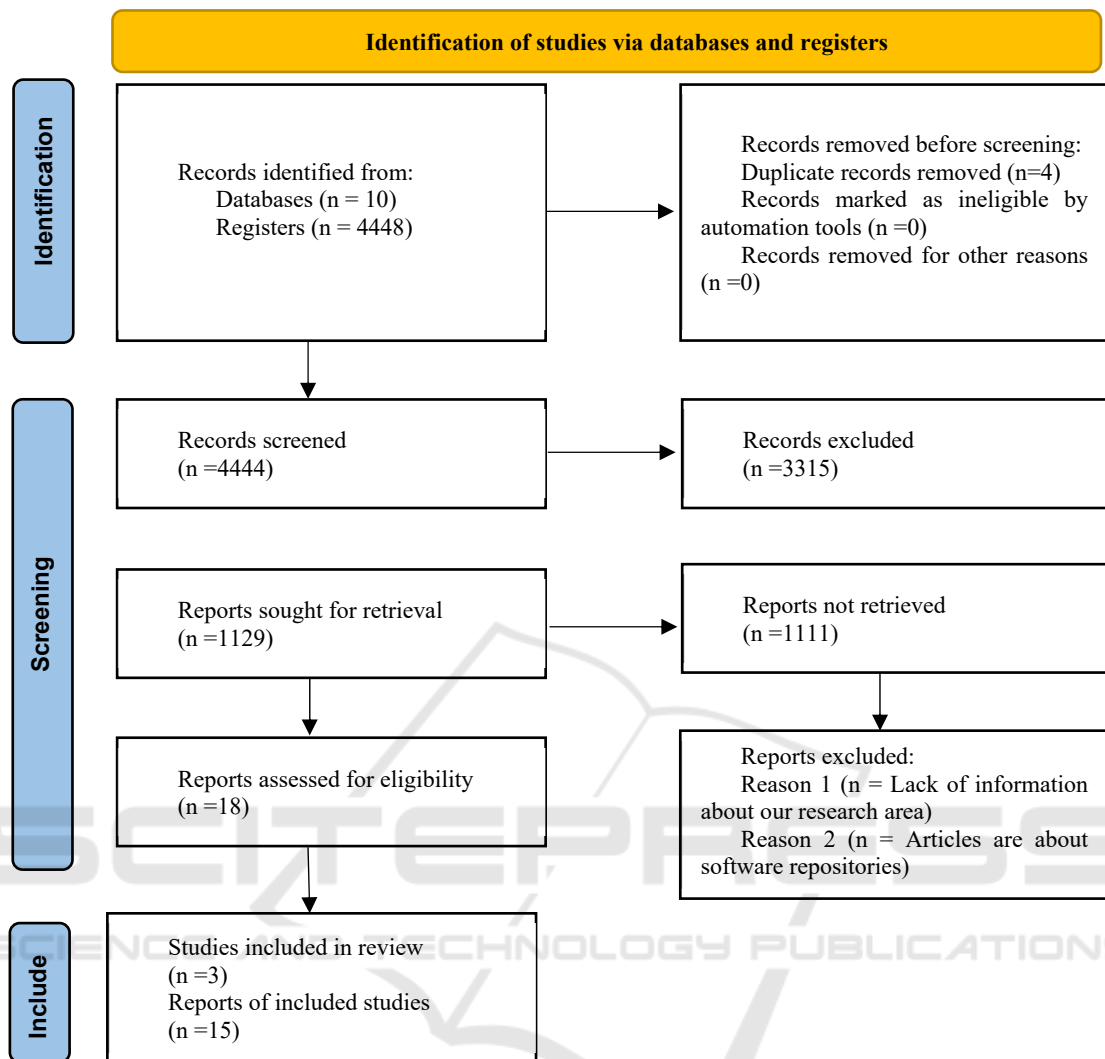 Identification of studies via databases and registers
Identification
Records identified from:
Databases (n = 10)
Registers (n = 4448)
Records removed before screening:
Duplicate records removed (n=4)
Records marked as ineligible by
automation tools (n =0)
Records removed for other reasons
(n =0)
Screening
Records screened
(n =4444)
Records excluded
(n =3315)
Reports sought for retrieval
(n =1129)
Reports not retrieved
(n =1111)
Reports assessed for eligibility
(n =18)
Reports excluded:
Reason 1 (n = Lack of information
about our research area)
Reason 2 (n = Articles are about
software repositories)
Include
Studies included in review
(n =3)
Reports of included studies
(n =15)
SCITEPRESS
SCIENCE AND TECHNOLOGY PUBLICATIONS